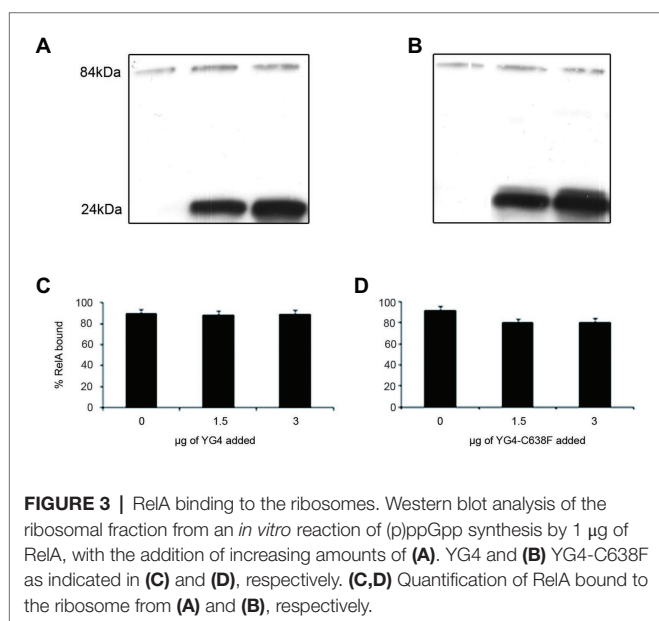 A
B
84kDa
24kDa
C
D
100
80
60
40
20
0
% RelA bound
0 1.5 3
µg of YG4 added
100
80
60
40
20
0
0 1.5 3
µg of YG4-C638F added
FIGURE 3 | RelA binding to the ribosomes. Western blot analysis of the
ribosomal fraction from an in vitro reaction of (p)ppGpp synthesis by 1 μg of
RelA, with the addition of increasing amounts of (A). YG4 and (B) YG4-C638F
as indicated in (C) and (D), respectively. (C,D) Quantification of RelA bound to
the ribosome from (A) and (B), respectively.